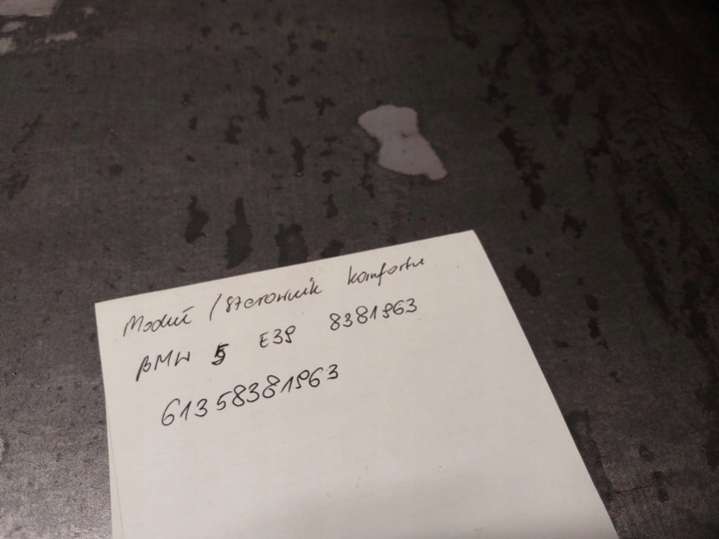 Moduł / sterownik komfortu
BMW 5 E39 8381963
61358381963